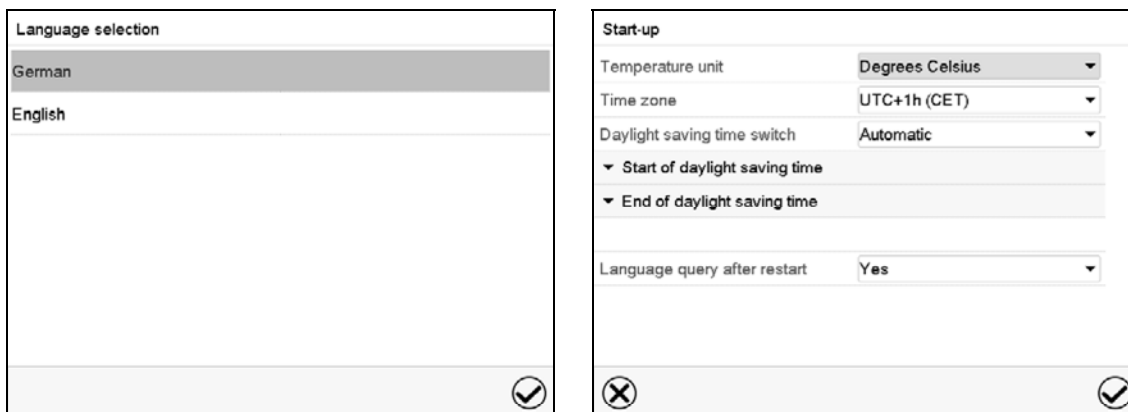 Language selection
German
English
Start-up
Temperature unit Degrees Celsius
Time zone UTC+1h (CET)
Daylight saving time switch Automatic
Start of daylight saving time
End of daylight saving time
Language query after restart Yes